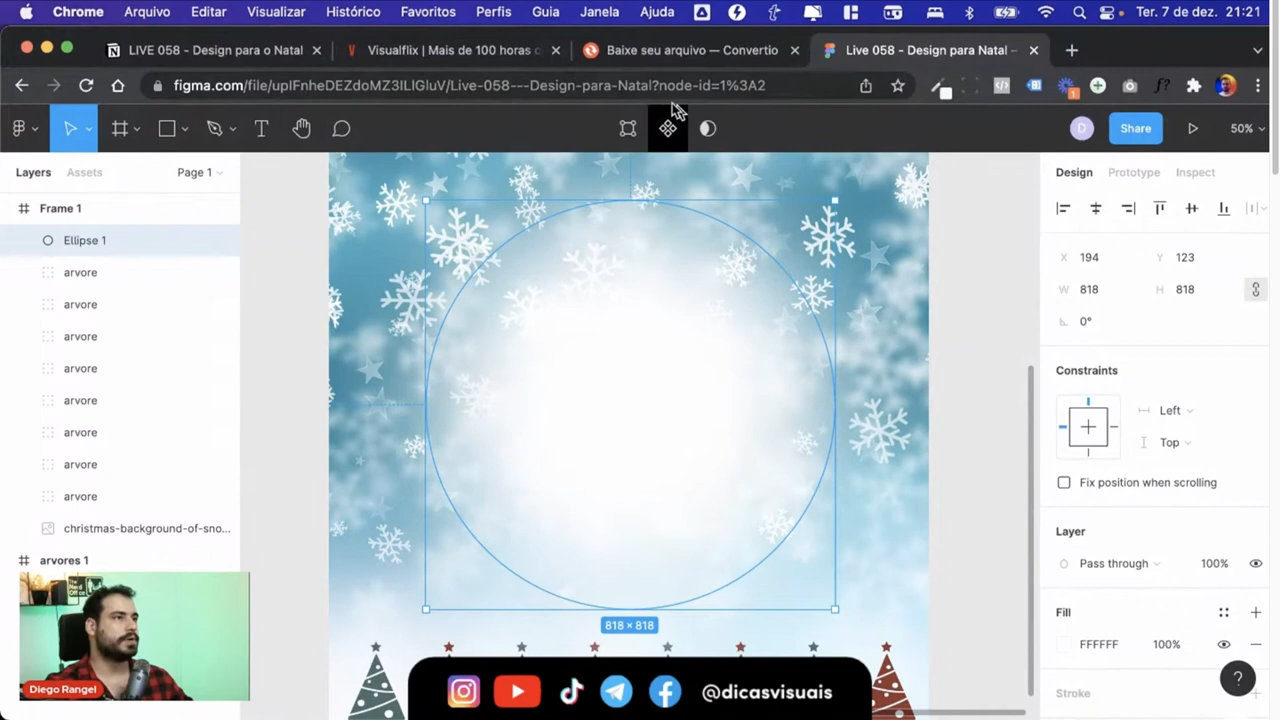 Chrome Arquivo Editar Visualizar Histórico Favoritos Perfis Guia Janela Ajuda Ter. 7 de dez. 21:21
LIVE 058 - Design para o Natal Visualflix | Mais de 100 horas c Baixe seu arquivo — Convertio Live 058 - Design para Natal –
figma.com/file/upIFnheDEZdoMZ3ILlGluV/Live-058---Design-para-Natal?node-id=1%3A2
D Share 50%
Layers Assets Page 1
Design Prototype Inspect
Frame 1
Ellipse 1
arvore
arvore
arvore
arvore
arvore
arvore
arvore
arvore
christmas-background-of-sno...
arvores 1
X 194 Y 123
W 818 H 818
0°
Constraints
Left
Top
Fix position when scrolling
Layer
Pass through 100%
Fill
FFFFFF 100%
Stroke
?
818 × 818
Diego Rangel
@dicasvisuais